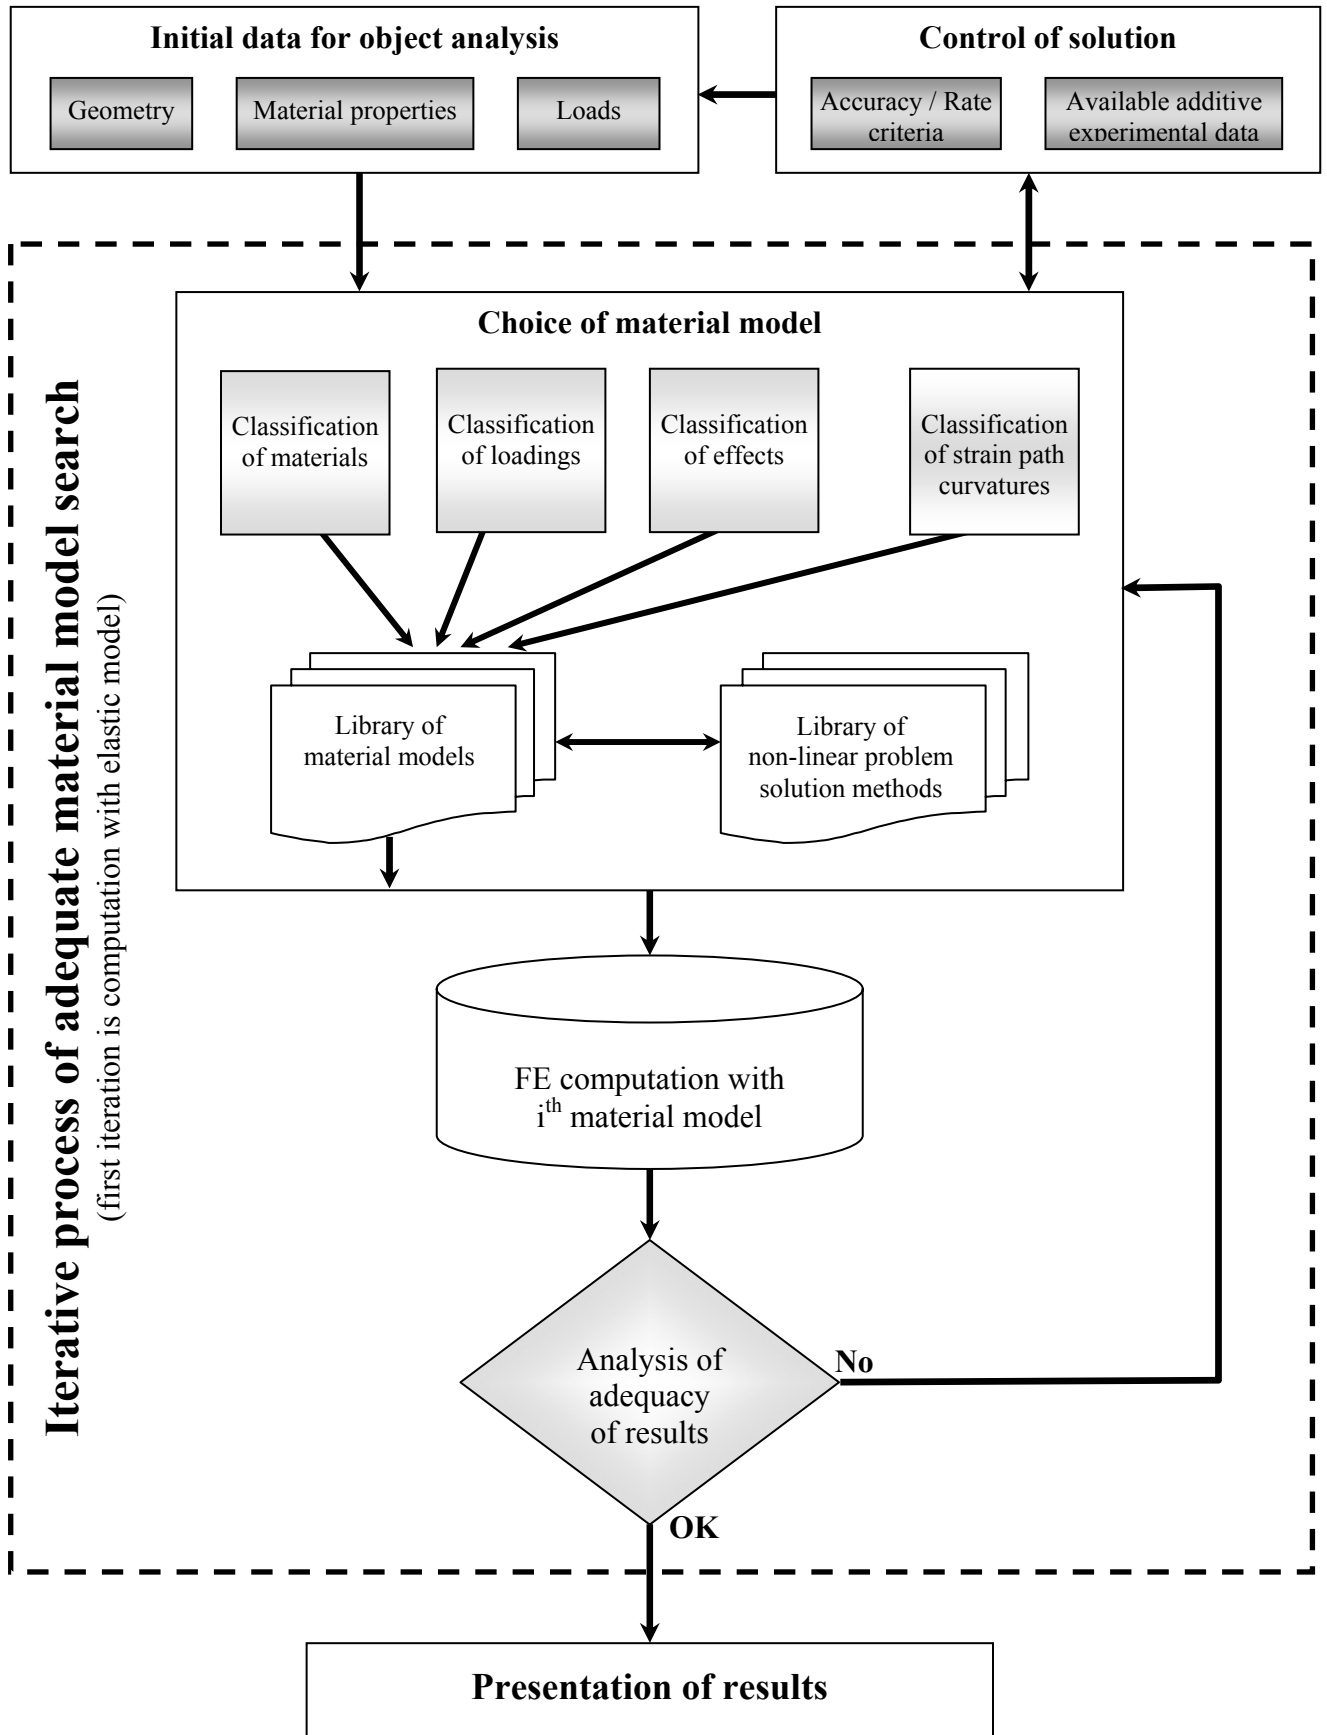 Initial data for object analysis
Geometry
Material properties
Loads
Control of solution
Accuracy / Rate
criteria
Available additive
experimental data
Iterative process of adequate material model search
(first iteration is computation with elastic model)
Choice of material model
Classification
of materials
Classification
of loadings
Classification
of effects
Classification
of strain path
curvatures
Library of
material models
Library of
non-linear problem
solution methods
FE computation with
i^th material model
Analysis of
adequacy
of results
No
OK
Presentation of results